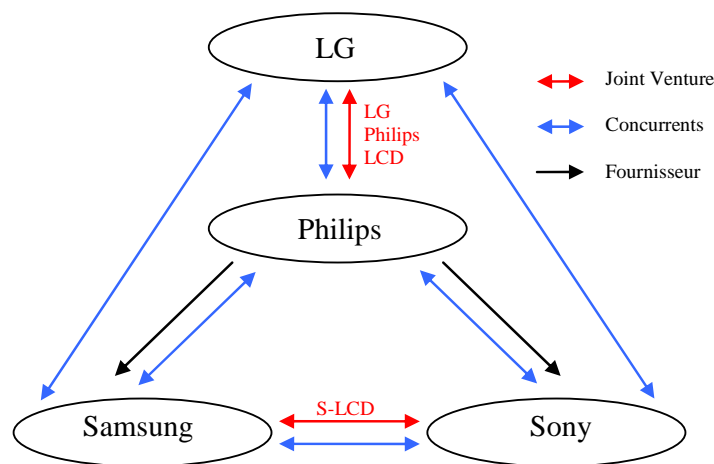 LG
Joint Venture
LG
Philips
LCD
Concurrents
Fournisseur
Philips
S-LCD
Samsung
Sony